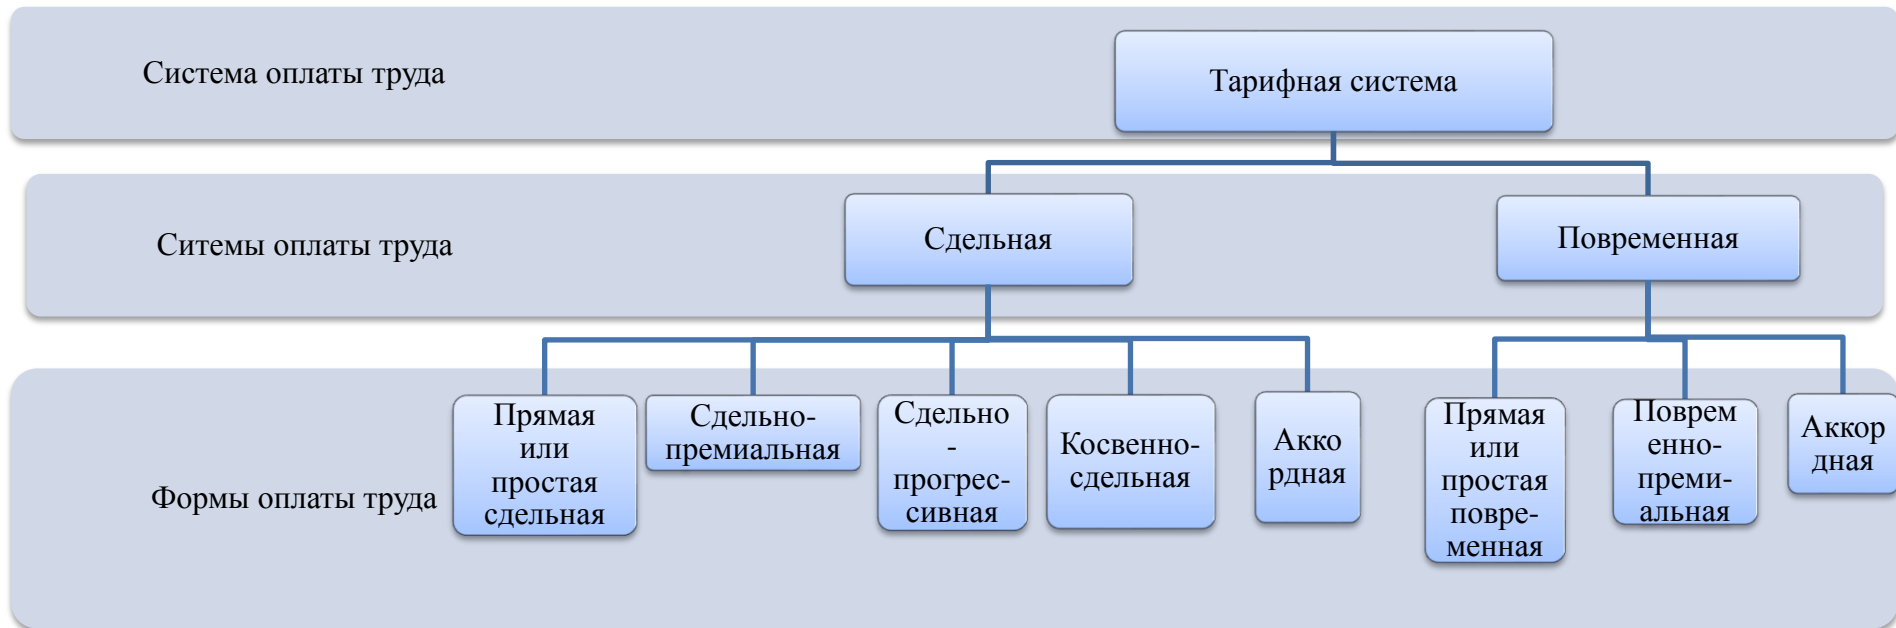 Система оплаты труда
Тарифная система
Ситемы оплаты труда
Сдельная
Повременная
Формы оплаты труда
Прямая
или
простая
сдельная
Сдельно-
премиальная
Сдельно
-
прогрес-
сивная
Косвенно-
сдельная
Акко
рдная
Прямая
или
простая
повре-
менная
Поврем
енно-
преми-
альная
Аккор
дная